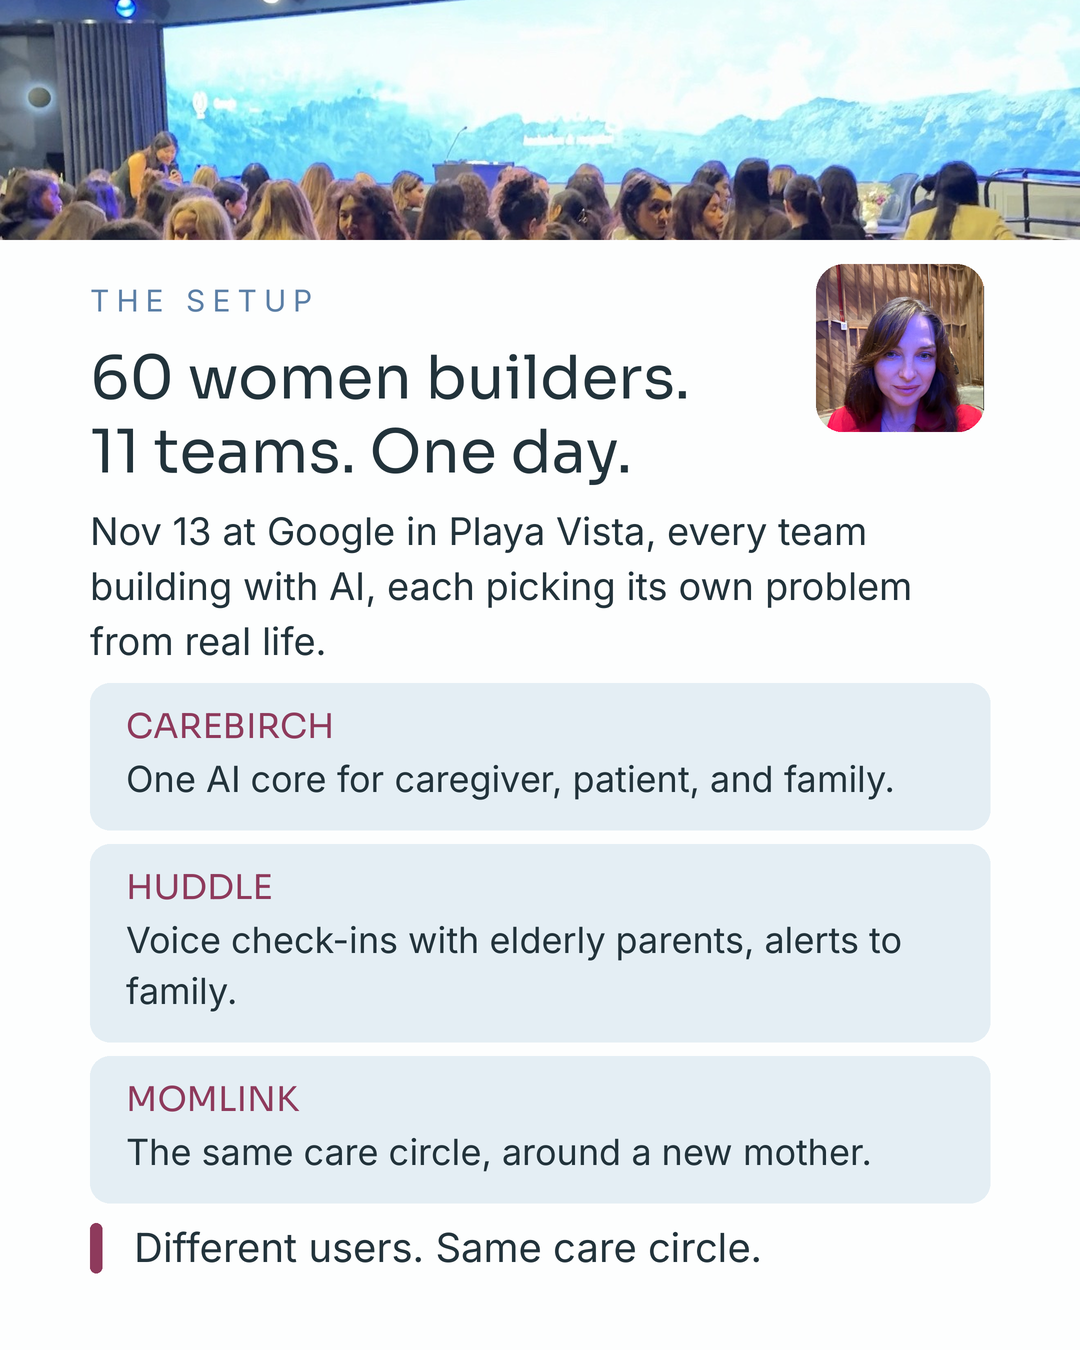 THE SETUP
60 women builders.
11 teams. One day.
Nov 13 at Google in Playa Vista, every team
building with AI, each picking its own problem
from real life.
CAREBIRCH
One AI core for caregiver, patient, and family.
HUDDLE
Voice check-ins with elderly parents, alerts to
family.
MOMLINK
The same care circle, around a new mother.
Different users. Same care circle.